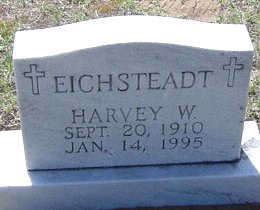 EICHSTEADT
HARVEY W.
SEPT. 20, 1910
JAN. 14, 1995